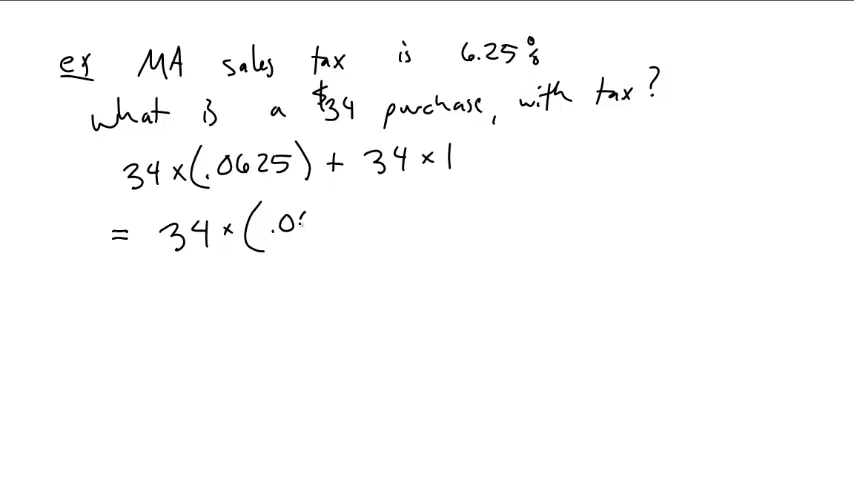 ex MA sales tax is 6.25%
What is a $34 purchase, with tax?
34 × (.0625) + 34 × 1
= 34 × (.0